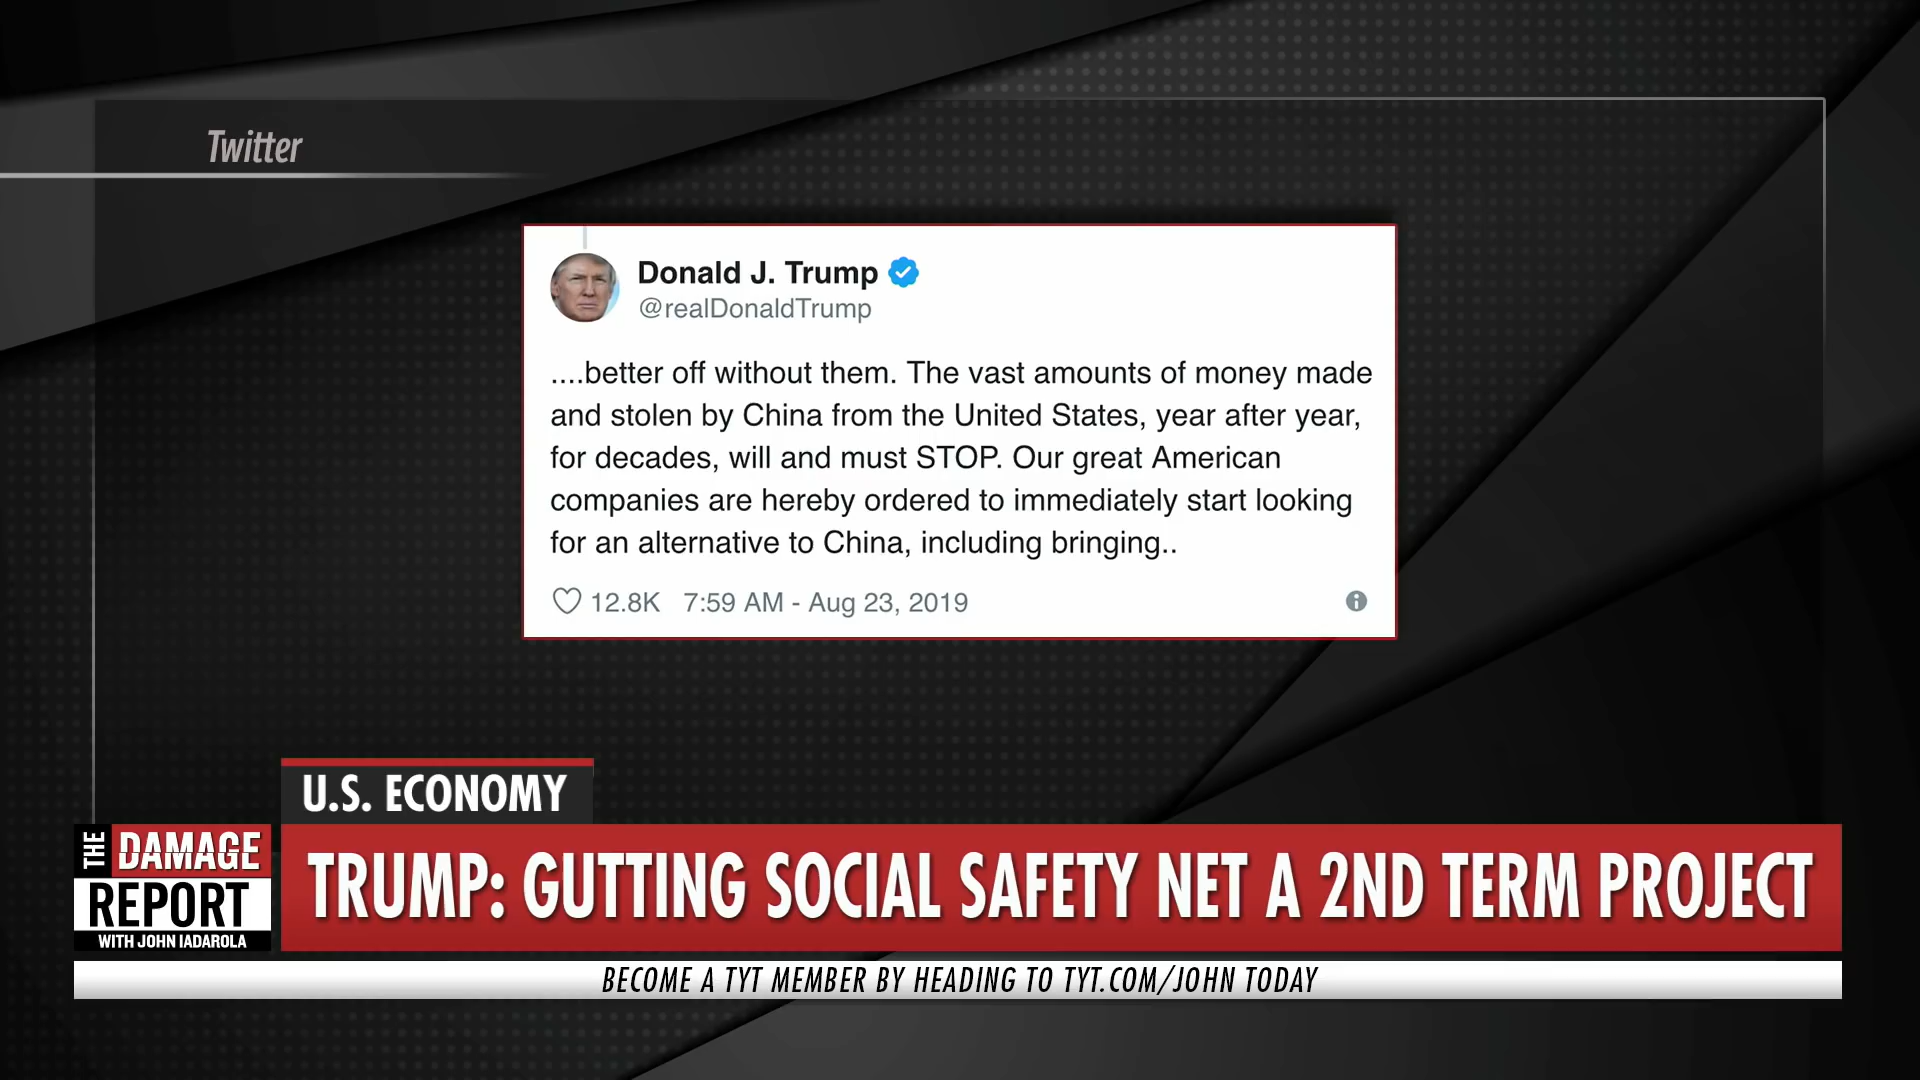 Twitter
Donald J. Trump
@realDonaldTrump
....better off without them. The vast amounts of money made
and stolen by China from the United States, year after year,
for decades, will and must STOP. Our great American
companies are hereby ordered to immediately start looking
for an alternative to China, including bringing..
12.8K 7:59 AM - Aug 23, 2019
U.S. ECONOMY
THE DAMAGE
REPORT
WITH JOHN IADAROLA
TRUMP: GUTTING SOCIAL SAFETY NET A 2ND TERM PROJECT
BECOME A TYT MEMBER BY HEADING TO TYT.COM/JOHN TODAY